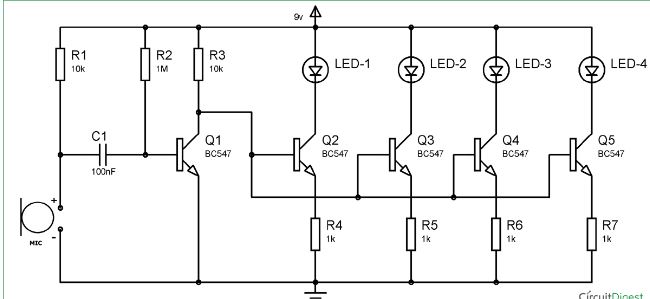 9v
R1
10k
R2
1M
R3
10k
LED-1
LED-2
LED-3
LED-4
C1
100nF
Q1
BC547
Q2
BC547
Q3
BC547
Q4
BC547
Q5
BC547
+
-
MIC
R4
1k
R5
1k
R6
1k
R7
1k
CircuitDigest